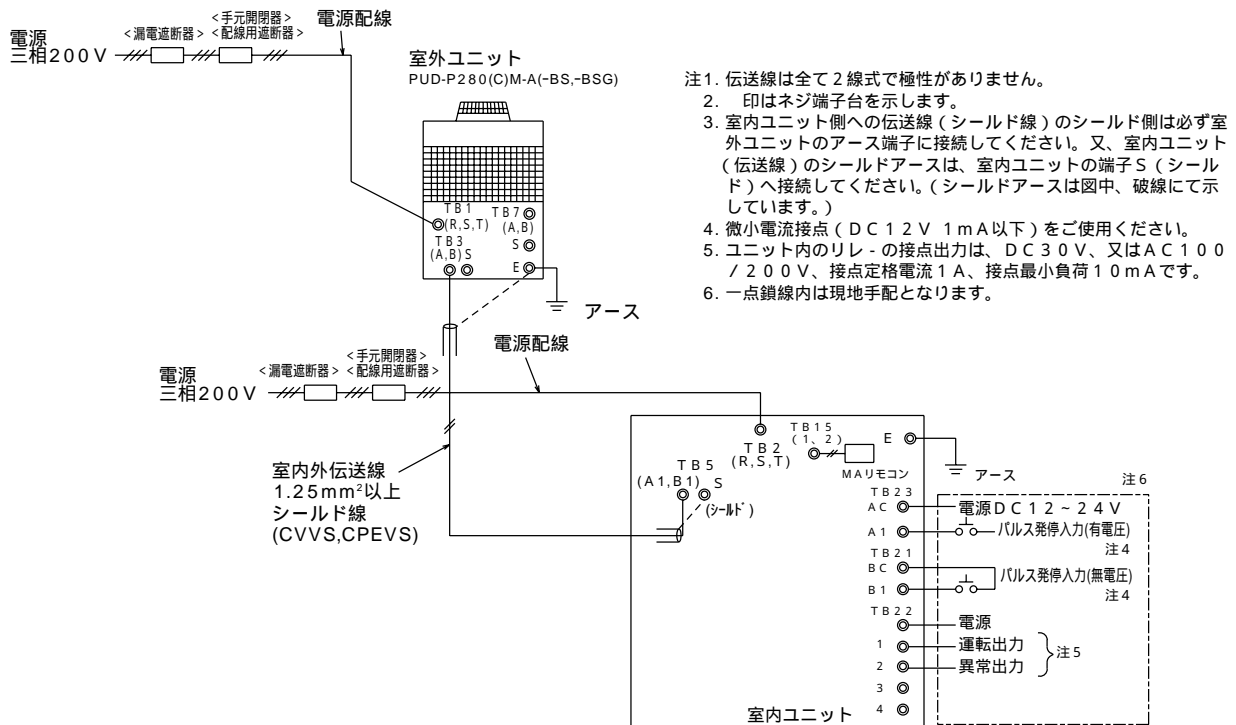 電源
三相200V
<漏電遮断器>
<手元開閉器>
<配線用遮断器>
電源配線
室外ユニット
PUD-P280(C)M-A(-BS,-BSG)
TB1
(R,S,T)
TB7
(A,B)
TB3
(A,B)S
S
E
アース
注1. 伝送線は全て2線式で極性がありません。
2. 印はネジ端子台を示します。
3. 室内ユニット側への伝送線(シールド線)のシールド側は必ず室
外ユニットのアース端子に接続してください。又、室内ユニット
(伝送線)のシールドアースは、室内ユニットの端子S(シール
ド)へ接続してください。(シールドアースは図中、破線にて示
しています。)
4. 微小電流接点(DC12V 1mA以下)をご使用ください。
5. ユニット内のリレ-の接点出力は、DC30V、又はAC100
/200V、接点定格電流1A、接点最小負荷10mAです。
6. 一点鎖線内は現地手配となります。
電源
三相200V
<漏電遮断器>
<手元開閉器>
<配線用遮断器>
電源配線
室内外伝送線
1.25mm²以上
シールド線
(CVVS,CPEVS)
TB5
(A1,B1)
S
(シールド)
TB2
(R,S,T)
TB15
(1、2)
MAリモコン
E
アース
注6
TB23
AC
電源DC12~24V
A1
パルス発停入力(有電圧)
注4
TB21
BC
パルス発停入力(無電圧)
B1
注4
TB22
電源
1
運転出力
注5
2
異常出力
3
4
室内ユニット